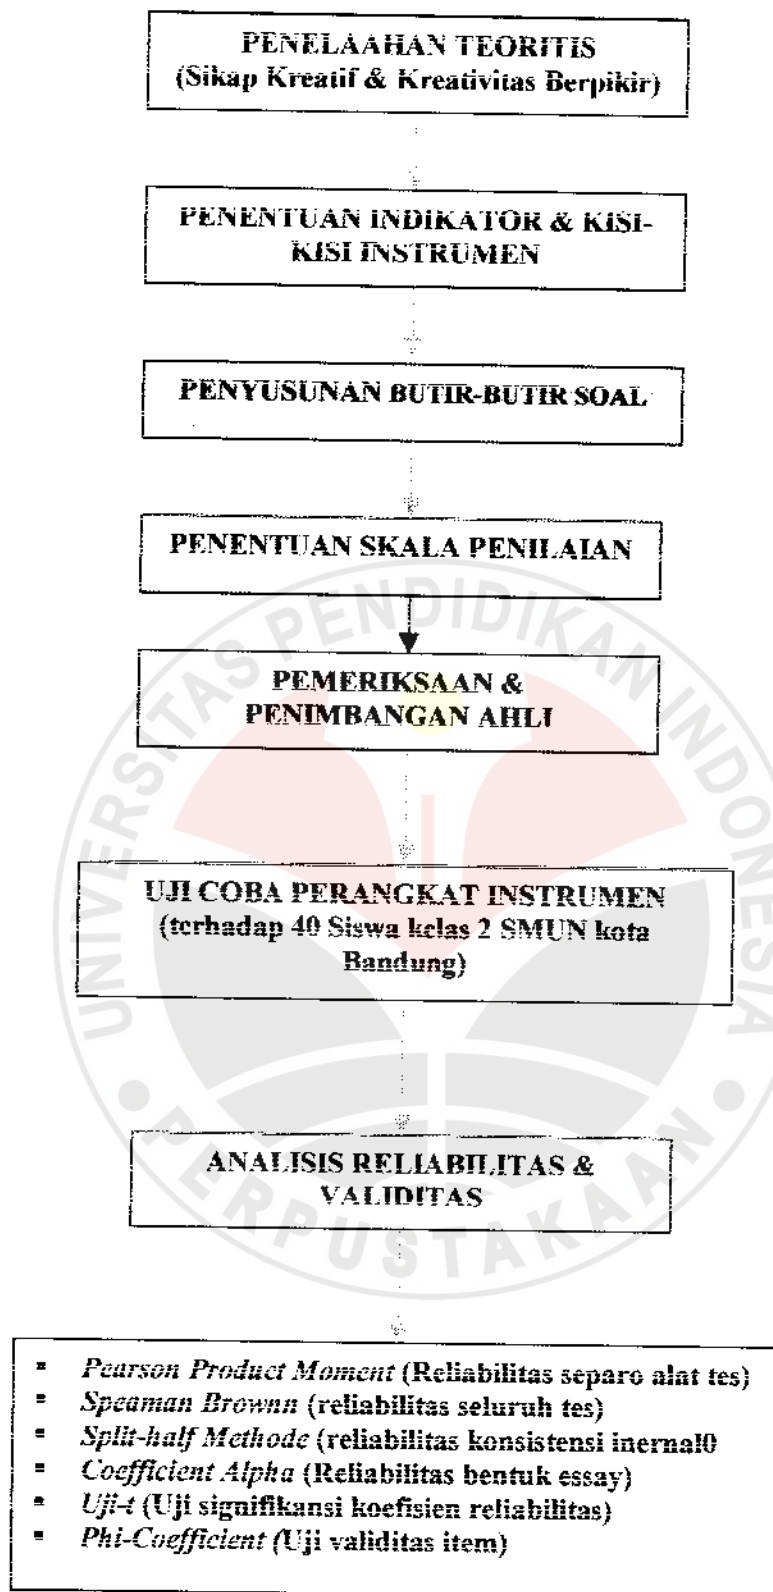 PENELAAHAN TEORITIS
(Sikap Kreatif & Kreativitas Berpikir)
PENENTUAN INDIKATOR & KISI-
KISI INSTRUMEN
PENYUSUNAN BUTIR-BUTIR SOAL
PENENTUAN SKALA PENILAIAN
PEMERIKSAAN &
PENIMBANGAN AHLI
UJI COBA PERANGKAT INSTRUMEN
(terhadap 40 Siswa kelas 2 SMUN kota
Bandung)
ANALISIS RELIABILITAS &
VALIDITAS
▪ Pearson Product Moment (Reliabilitas separo alat tes)
▪ Speaman Brownn (reliabilitas seluruh tes)
▪ Split-half Methode (reliabilitas konsistensi inernal0
▪ Coefficient Alpha (Reliabilitas bentuk essay)
▪ Uji-t (Uji signifikansi koefisien reliabilitas)
▪ Phi-Coefficient (Uji validitas item)
UNIVERSITAS PENDIDIKAN INDONESIA
PERPUSTAKAAN